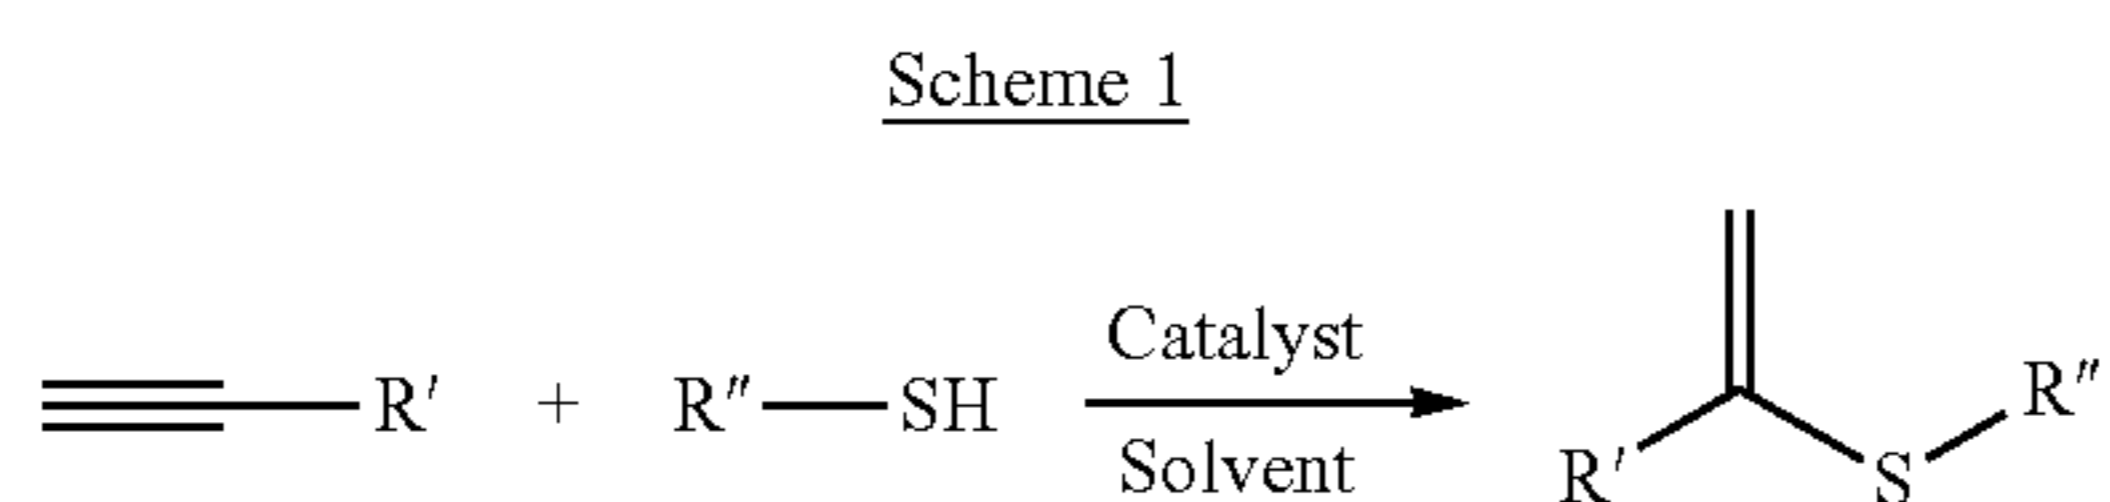 Scheme 1
Catalyst
R′ + R″ SH
Solvent
R″
R′ S